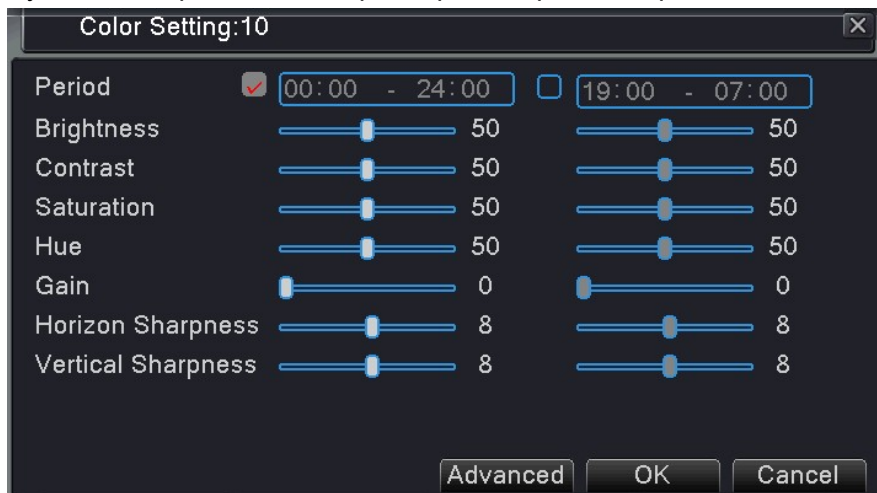 Color Setting:10
Period 00:00 - 24:00 19:00 - 07:00
Brightness 50 50
Contrast 50 50
Saturation 50 50
Hue 50 50
Gain 0 0
Horizon Sharpness 8 8
Vertical Sharpness 8 8
Advanced OK Cancel